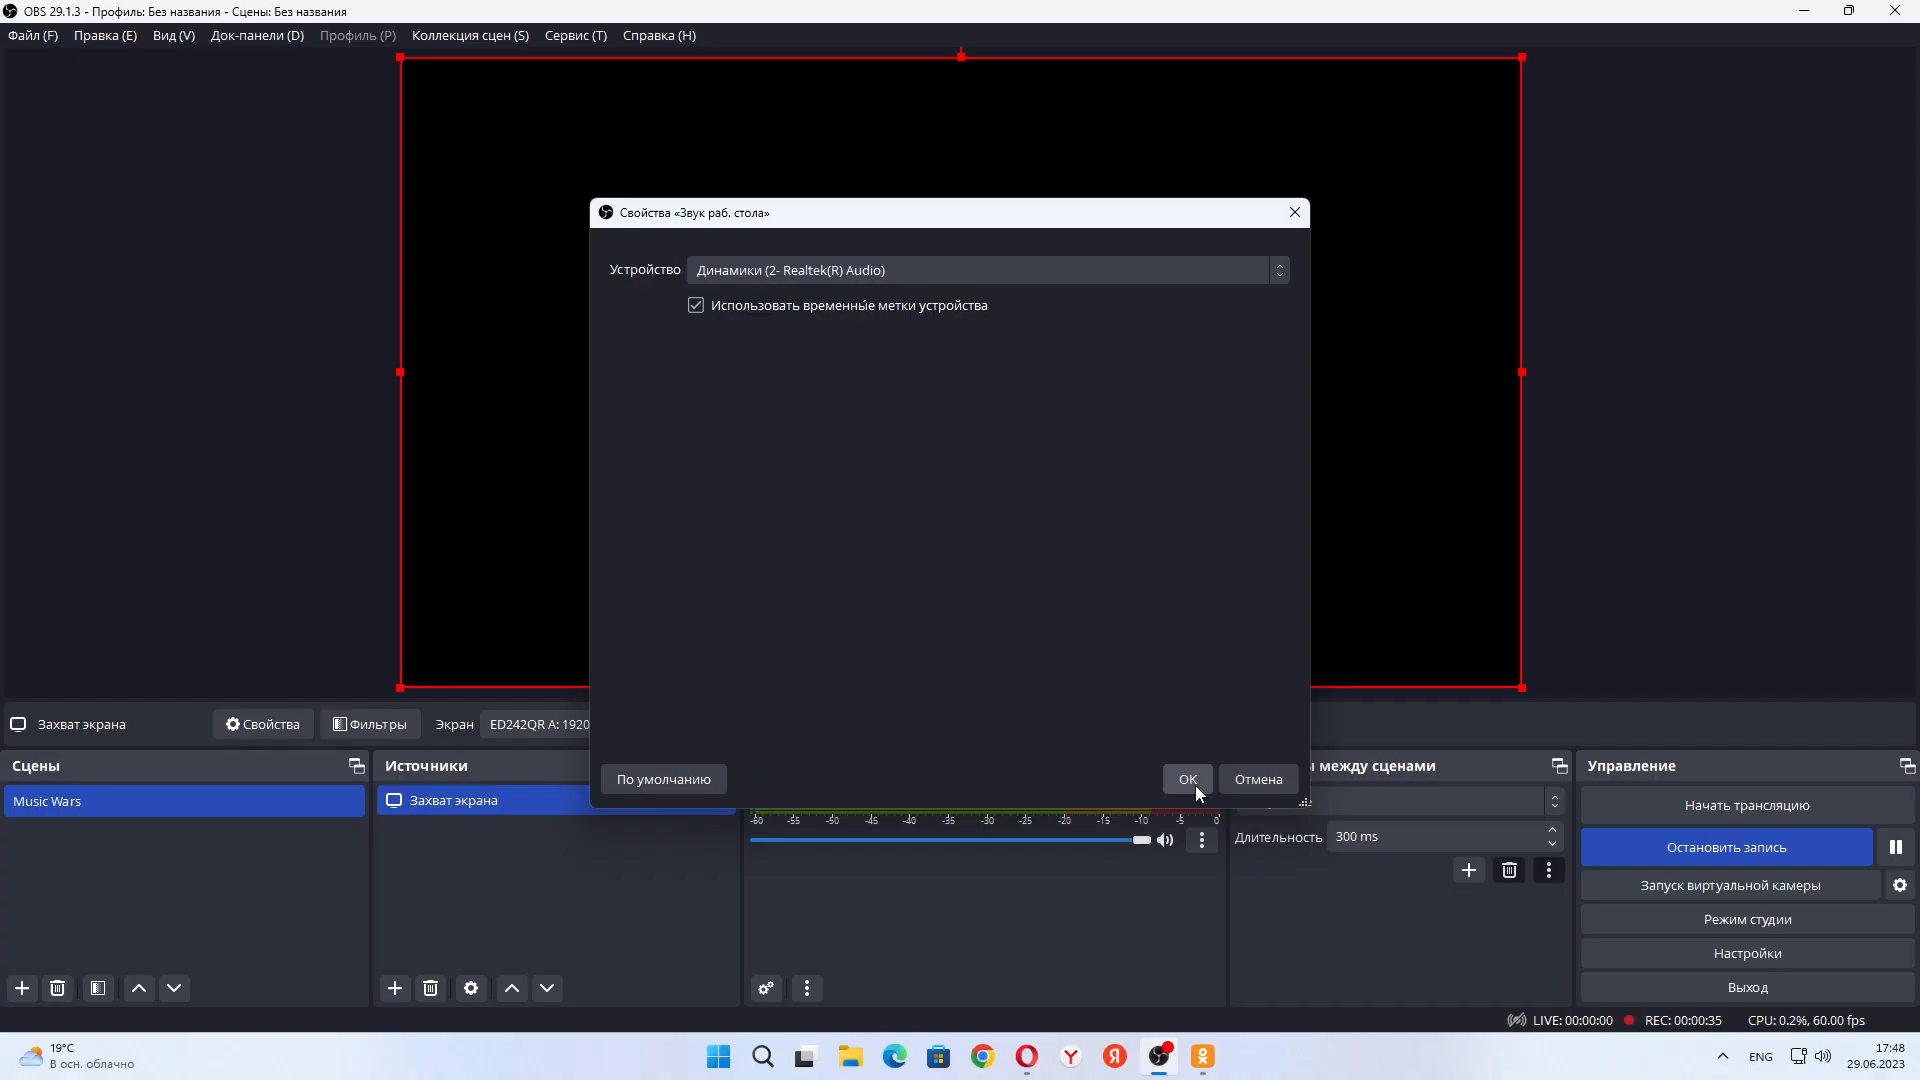 OBS 29.1.3 - Профиль: Без названия - Сцены: Без названия
Файл (F) Правка (E) Вид (V) Док-панели (D) Профиль (P) Коллекция сцен (S) Сервис (T) Справка (H)
Свойства «Звук раб. стола»
Устройство Динамики (2- Realtek(R) Audio)
Использовать временны́е метки устройства
По умолчанию OK Отмена
Захват экрана Свойства Фильтры Экран ED242QR A: 1920
Сцены Источники между сценами Управление
Music Wars Захват экрана Начать трансляцию
-60 -55 -50 -45 -40 -35 -30 -25 -20 -15 -10 -5 0
Длительность 300 ms Остановить запись
Запуск виртуальной камеры
Режим студии
Настройки
Выход
LIVE: 00:00:00 REC: 00:00:35 CPU: 0.2%, 60.00 fps
19°C
В осн. облачно
ENG
17:48
29.06.2023